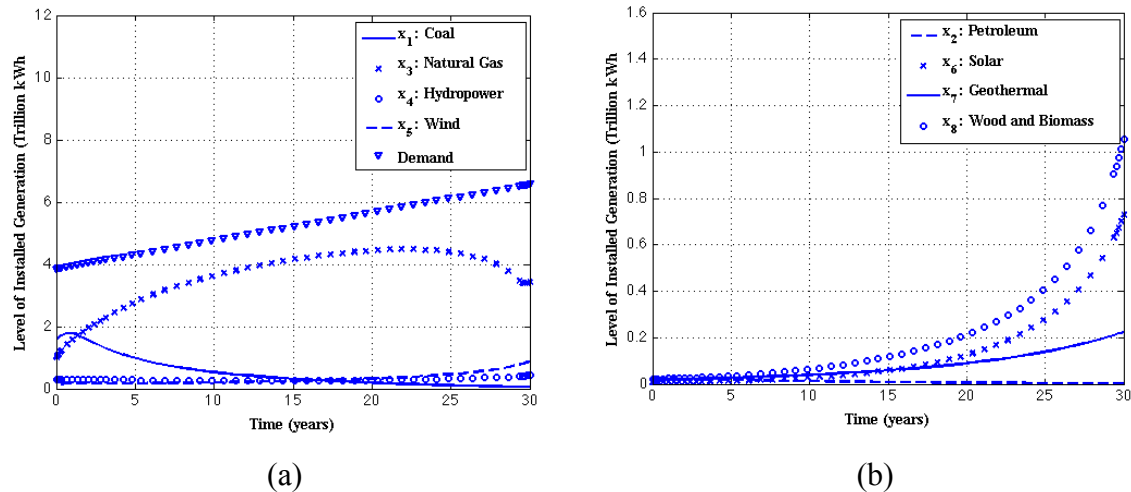 12
10
8
6
4
2
0
0 5 10 15 20 25 30
Level of Installed Generation (Trillion kWh
Time (years)
x1: Coal
x3: Natural Gas
x4: Hydropower
x5: Wind
Demand
(a)
1.6
1.4
1.2
1
0.8
0.6
0.4
0.2
0
0 5 10 15 20 25 30
Level of Installed Generation (Trillion kWh
Time (years)
x2: Petroleum
x6: Solar
x7: Geothermal
x8: Wood and Biomass
(b)